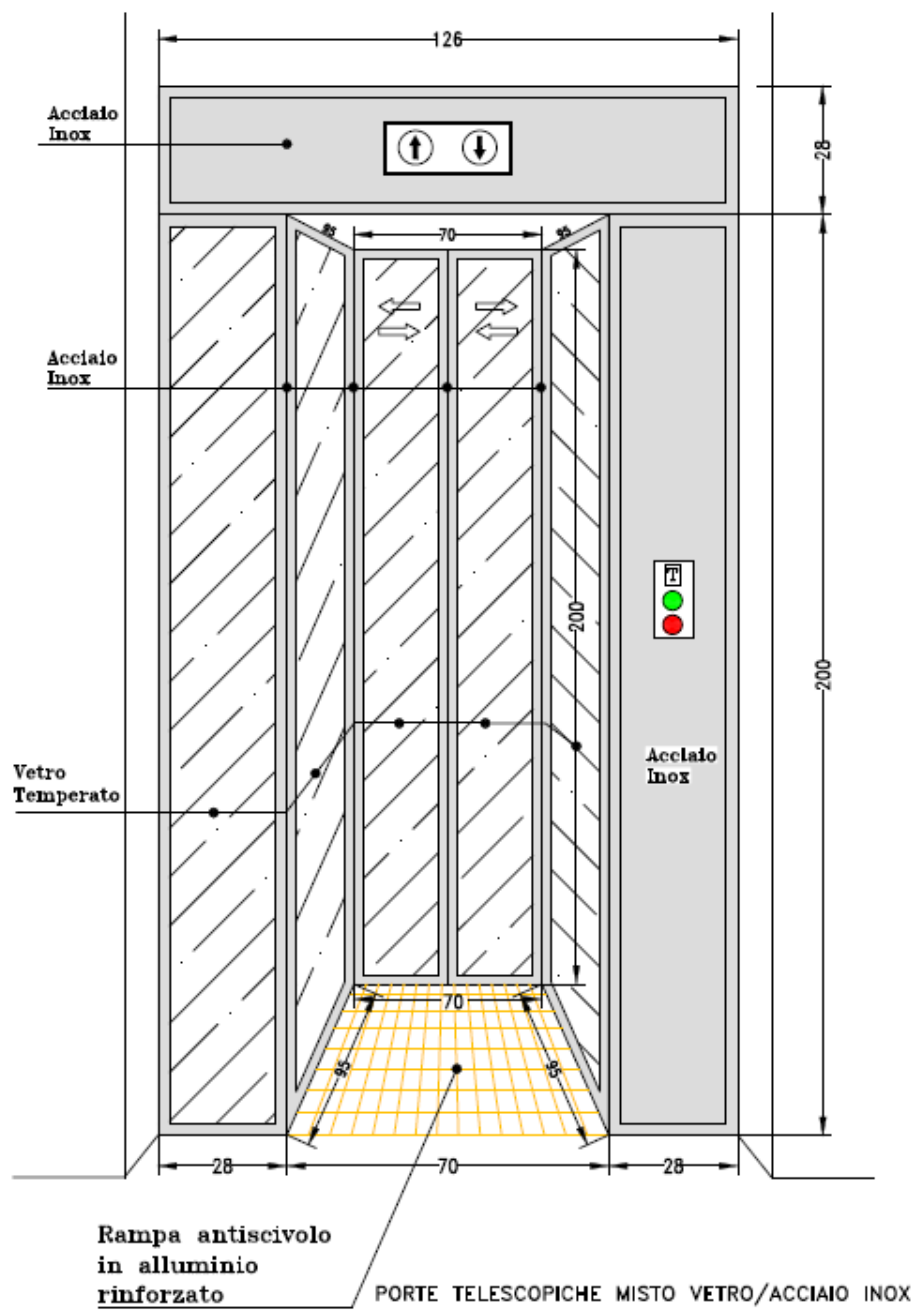 126
Acciaio
Inox
28
95
70
95
Acciaio
Inox
200
T
200
Acciaio
Inox
Vetro
Temperato
70
95
95
28
70
28
Rampa antiscivolo
in alluminio
rinforzato
PORTE TELESCOPICHE MISTO VETRO/ACCIAIO INOX